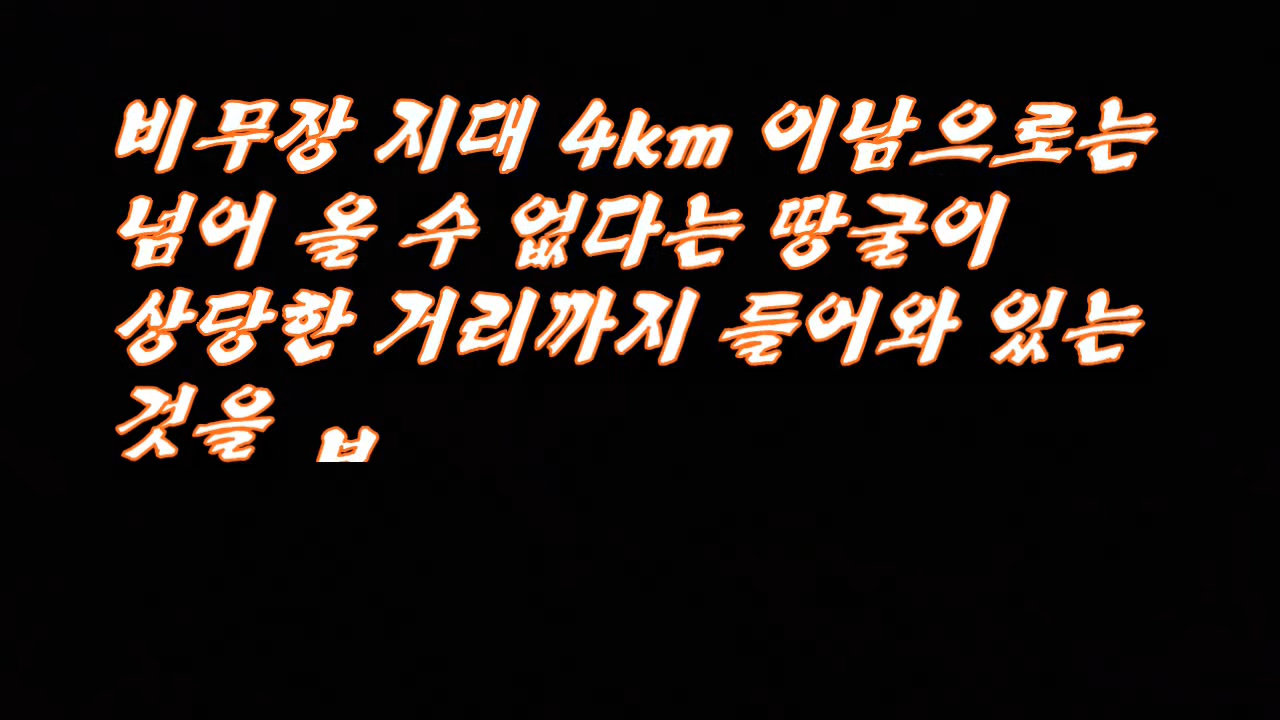 비무장 지대 4km 이남으로는
넘어 올 수 없다는 땅굴이
상당한 거리까지 들어와 있는
것을